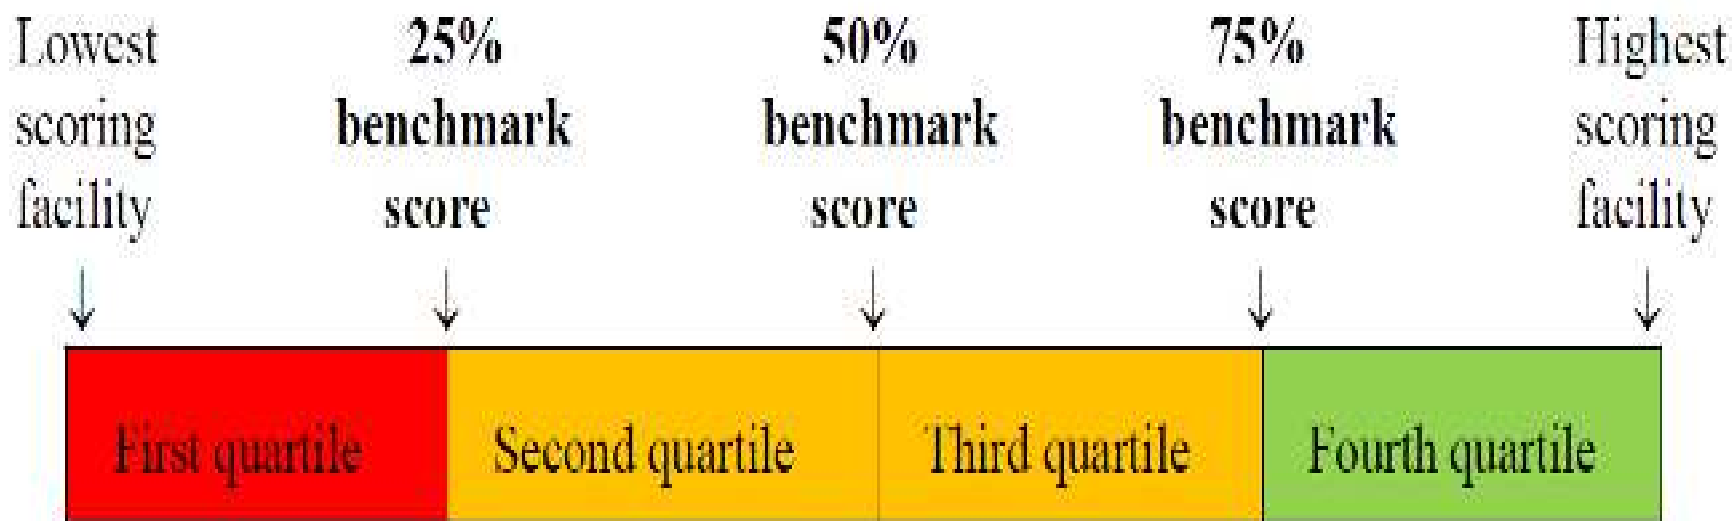 Lowest
scoring
facility
25%
benchmark
score
50%
benchmark
score
75%
benchmark
score
Highest
scoring
facility
First quartile
Second quartile
Third quartile
Fourth quartile